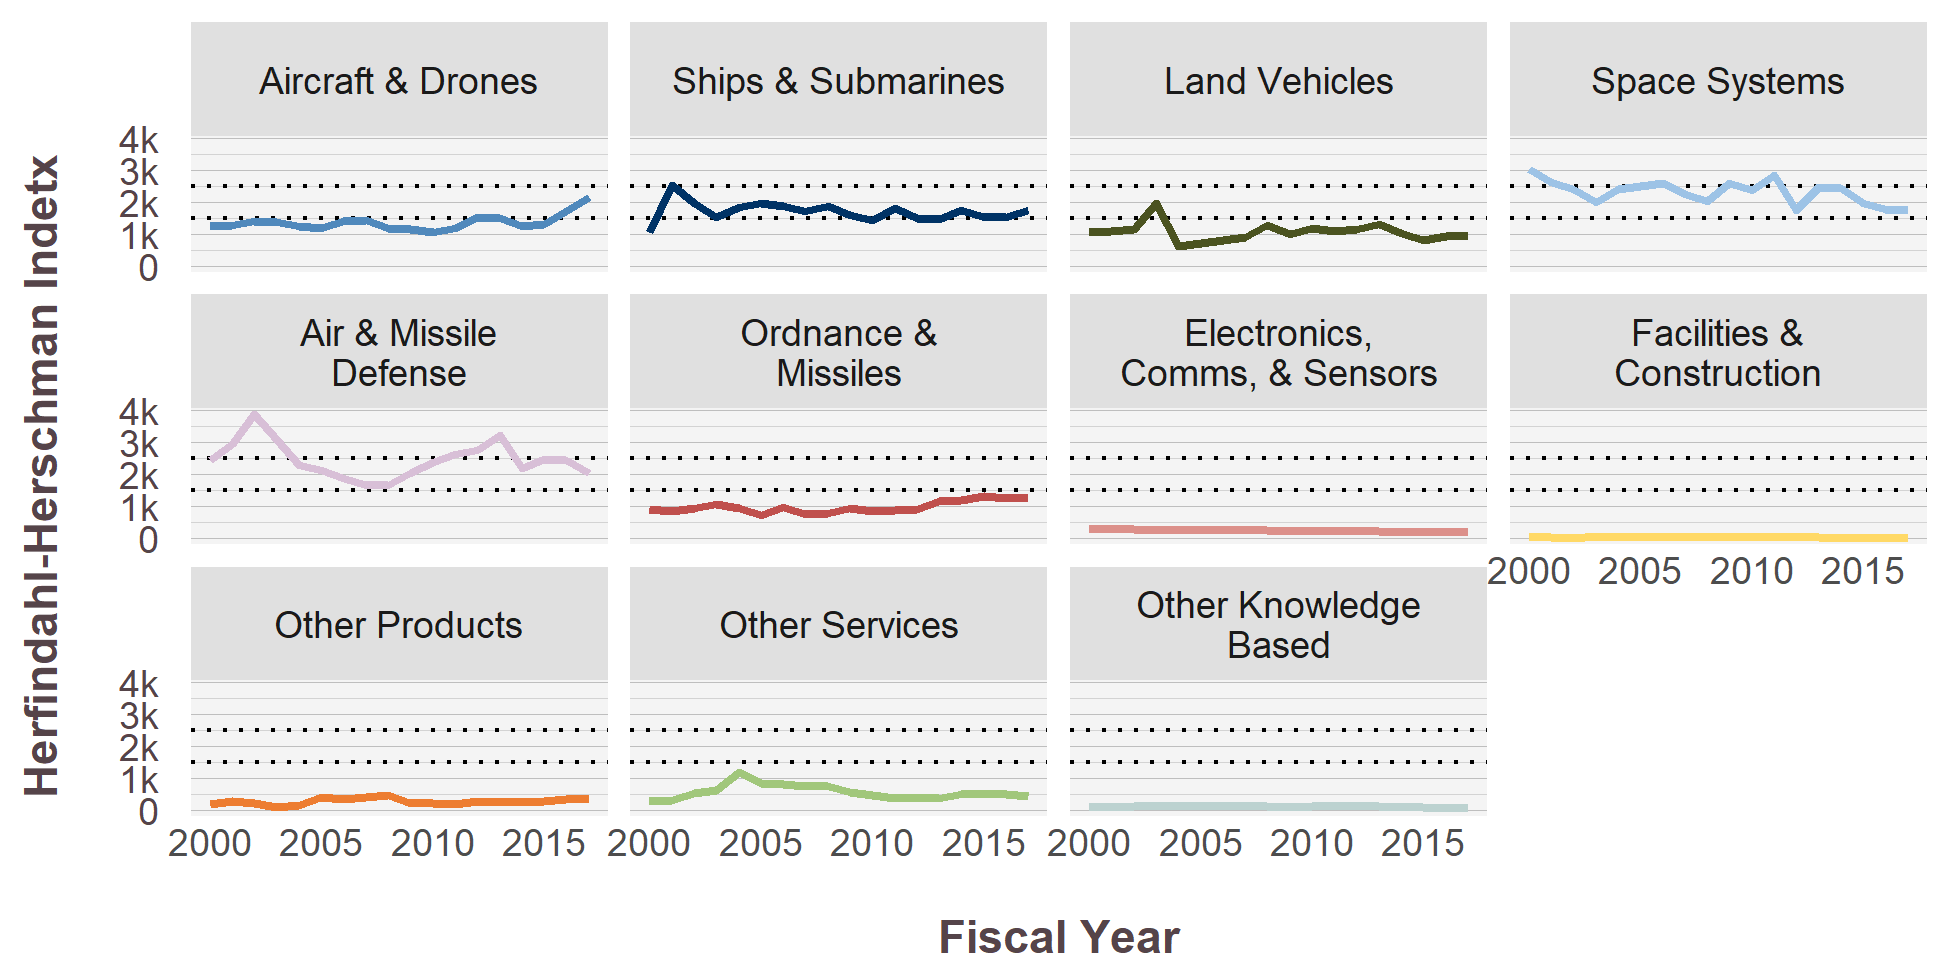 Herfindahl-Herschman Indetx
Aircraft & Drones
Ships & Submarines
Land Vehicles
Space Systems
4k
3k
2k
1k
0
Air & Missile
Defense
Ordnance &
Missiles
Electronics,
Comms, & Sensors
Facilities &
Construction
4k
3k
2k
1k
0
2000 2005 2010 2015
Other Products
Other Services
Other Knowledge
Based
4k
3k
2k
1k
0
2000 2005 2010 2015
2000 2005 2010 2015
2000 2005 2010 2015
Fiscal Year